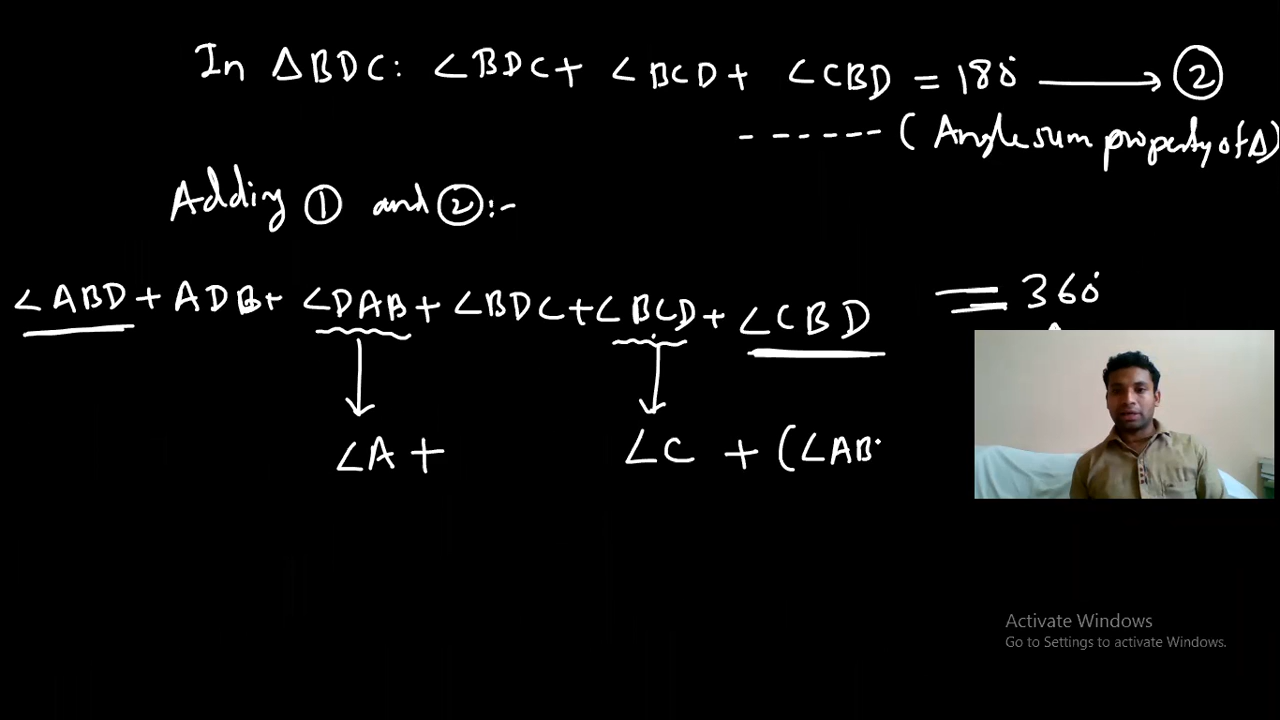 In ΔBDC: ∠BDC + ∠BCD + ∠CBD = 180° ⟶ ②
------ (Angle sum property of Δ)
Adding ① and ②:-
∠ABD + ADB + ∠DAB + ∠BDC + ∠BCD + ∠CBD = 360°
∠A + ∠C + (∠AB
Activate Windows
Go to Settings to activate Windows.